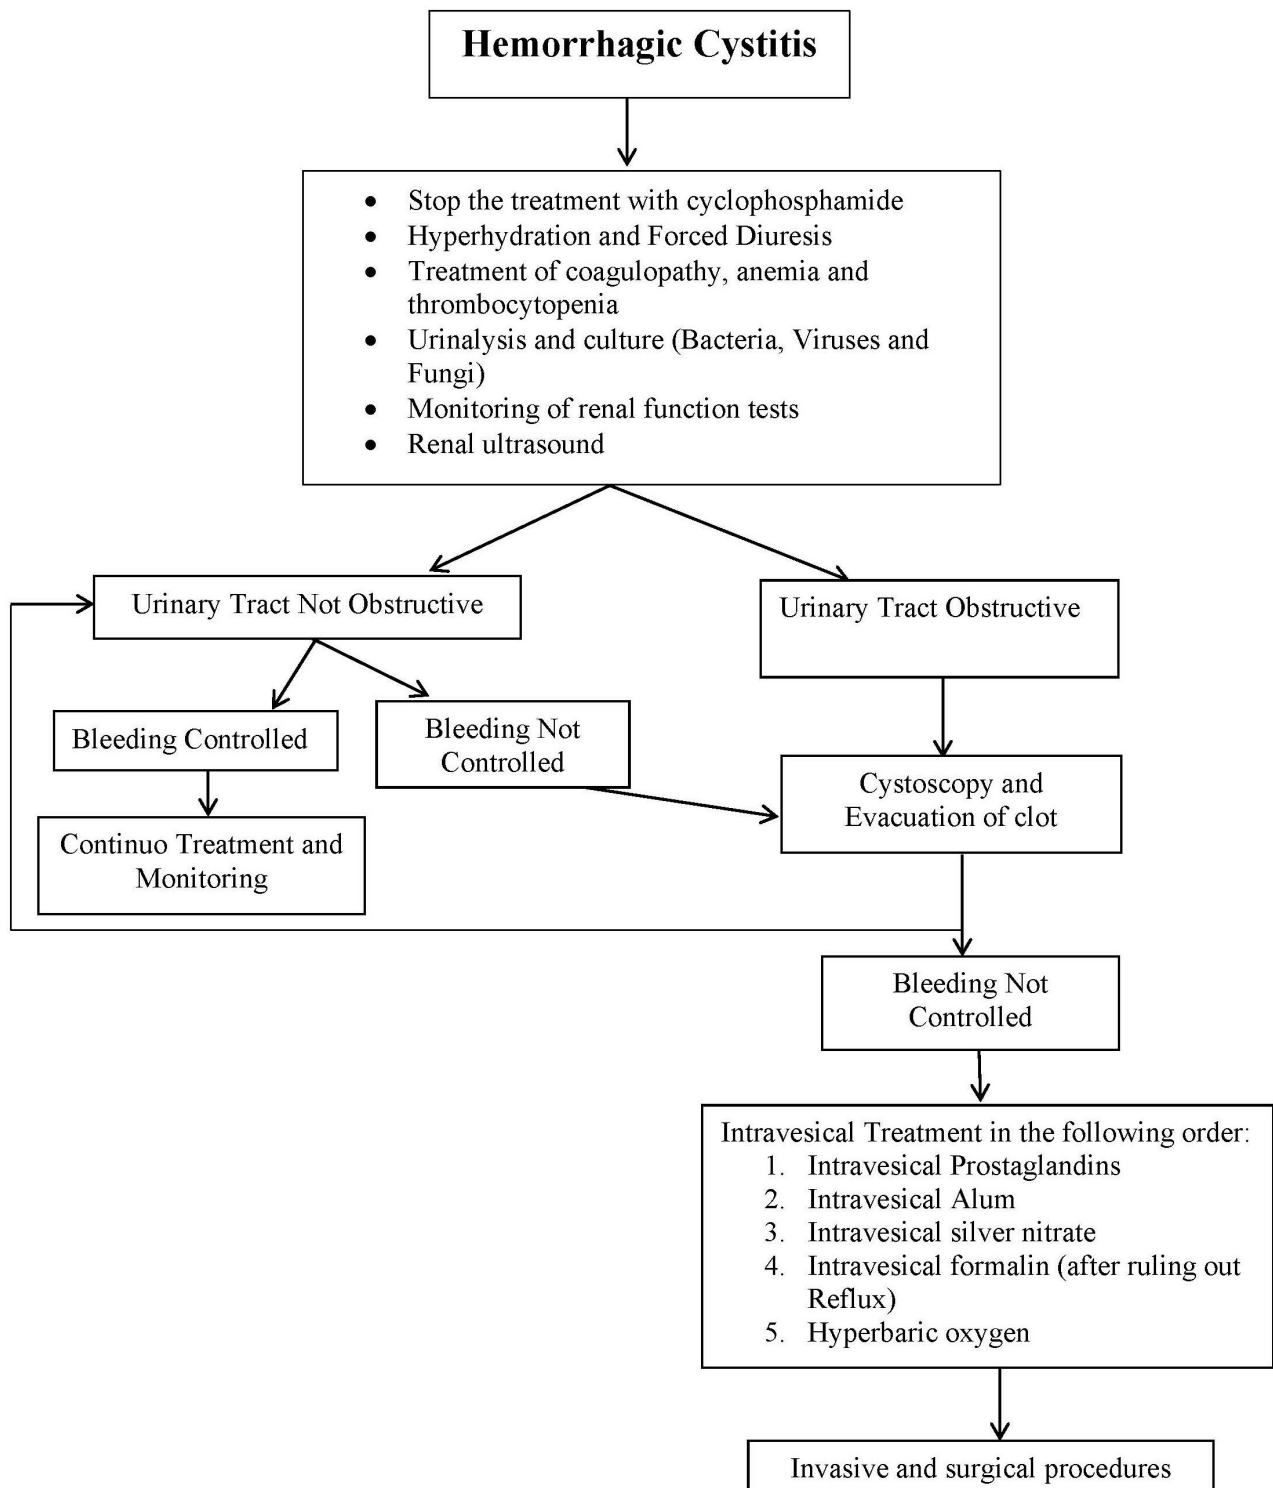 Hemorrhagic Cystitis
• Stop the treatment with cyclophosphamide
• Hyperhydration and Forced Diuresis
• Treatment of coagulopathy, anemia and
thrombocytopenia
• Urinalysis and culture (Bacteria, Viruses and
Fungi)
• Monitoring of renal function tests
• Renal ultrasound
Urinary Tract Not Obstructive
Urinary Tract Obstructive
Bleeding Controlled
Bleeding Not
Controlled
Continuo Treatment and
Monitoring
Cystoscopy and
Evacuation of clot
Bleeding Not
Controlled
Intravesical Treatment in the following order:
1. Intravesical Prostaglandins
2. Intravesical Alum
3. Intravesical silver nitrate
4. Intravesical formalin (after ruling out
Reflux)
5. Hyperbaric oxygen
Invasive and surgical procedures